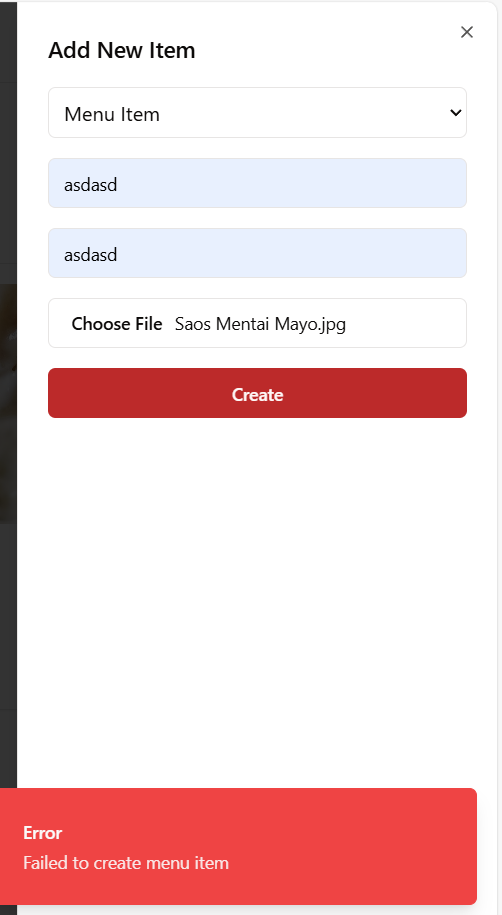 Add New Item
Menu Item
asdasd
asdasd
Choose File Saos Mentai Mayo.jpg
Create
Error
Failed to create menu item